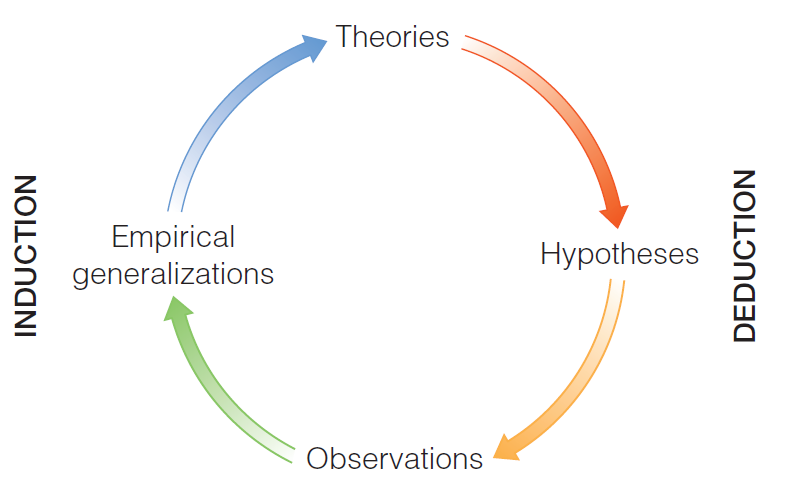 Theories
INDUCTION
Empirical
generalizations
Hypotheses
DEDUCTION
Observations